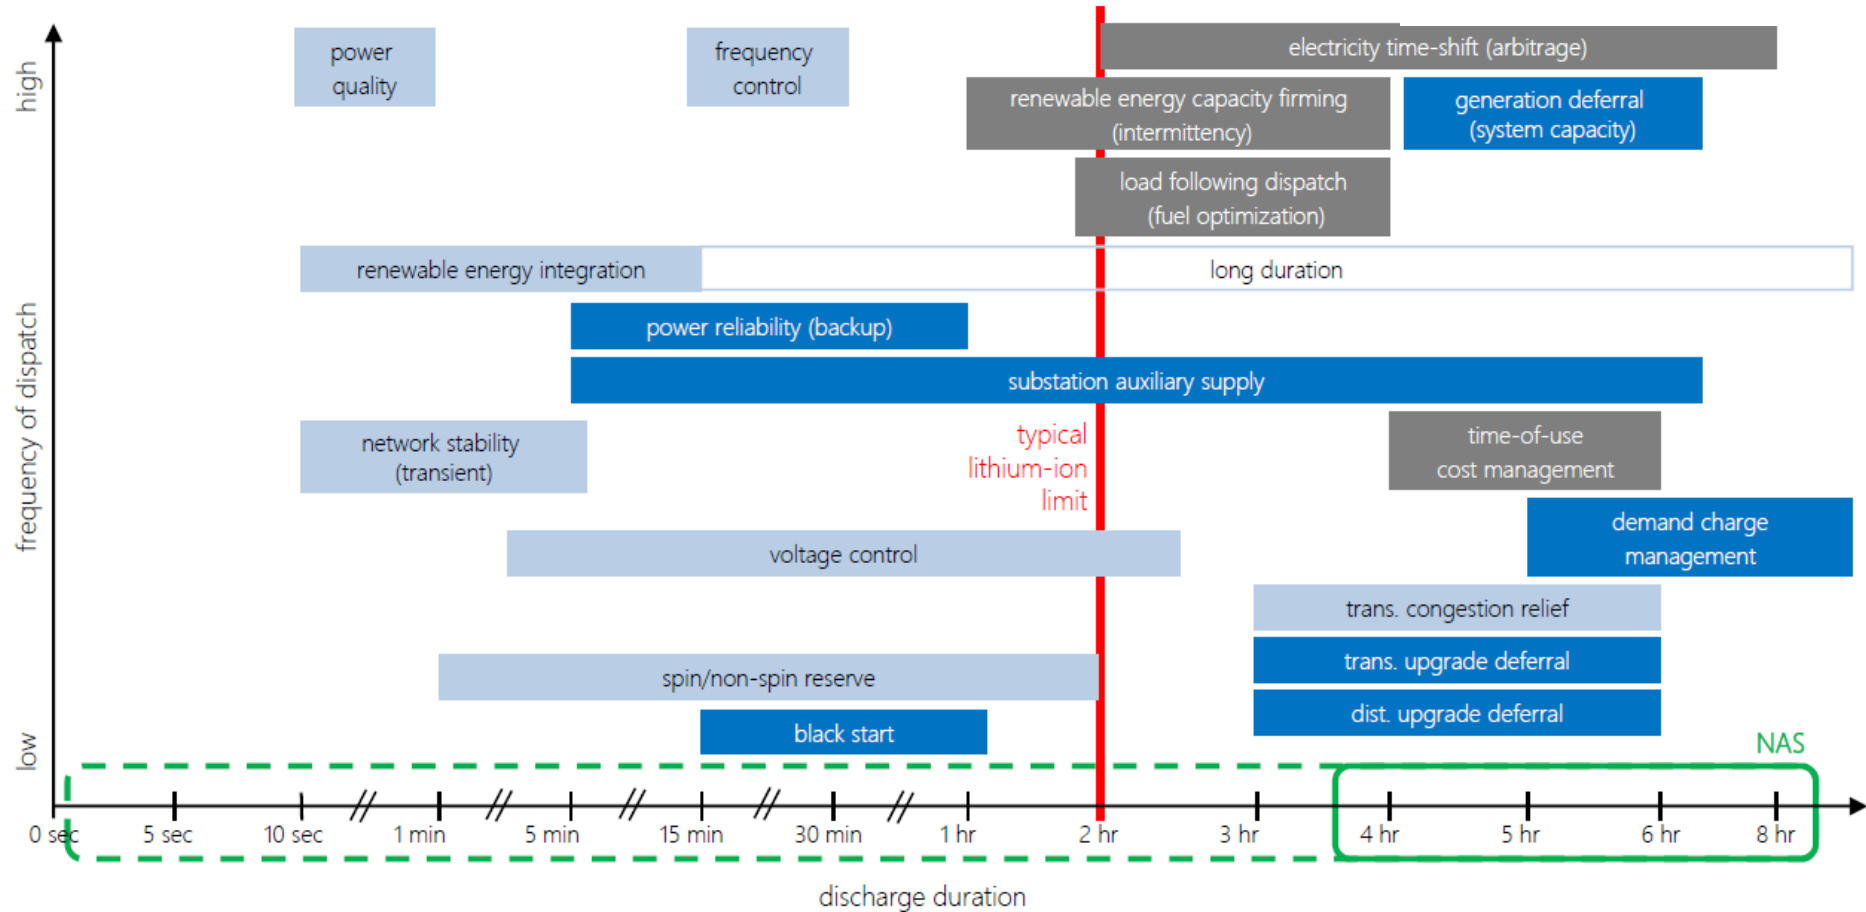 high
frequency of dispatch
low
power
quality
frequency
control
electricity time-shift (arbitrage)
renewable energy capacity firming
(intermittency)
generation deferral
(system capacity)
load following dispatch
(fuel optimization)
renewable energy integration
long duration
power reliability (backup)
substation auxiliary supply
network stability
(transient)
typical
lithium-ion
limit
time-of-use
cost management
demand charge
management
voltage control
trans. congestion relief
trans. upgrade deferral
spin/non-spin reserve
dist. upgrade deferral
black start
NAS
0 sec 5 sec 10 sec 1 min 5 min 15 min 30 min 1 hr 2 hr 3 hr 4 hr 5 hr 6 hr 8 hr
discharge duration